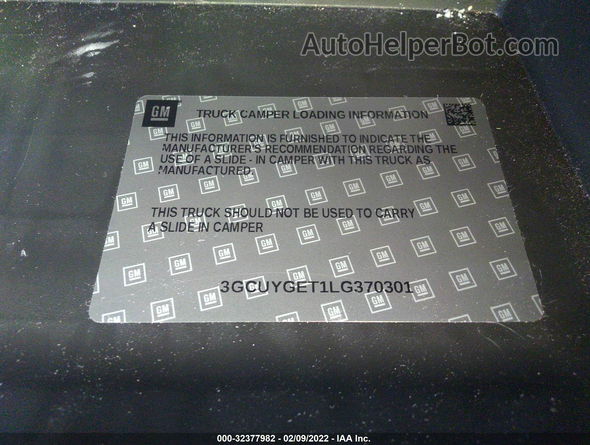 AutoHelperBot.com
GM
TRUCK CAMPER LOADING INFORMATION
THIS INFORMATION IS FURNISHED TO INDICATE THE
MANUFACTURER'S RECOMMENDATION REGARDING THE
USE OF A SLIDE - IN CAMPER WITH THIS TRUCK AS
MANUFACTURED.
THIS TRUCK SHOULD NOT BE USED TO CARRY
A SLIDE IN CAMPER
3GCUYGET1LG370301
000-32377982 - 02/09/2022 - IAA Inc.